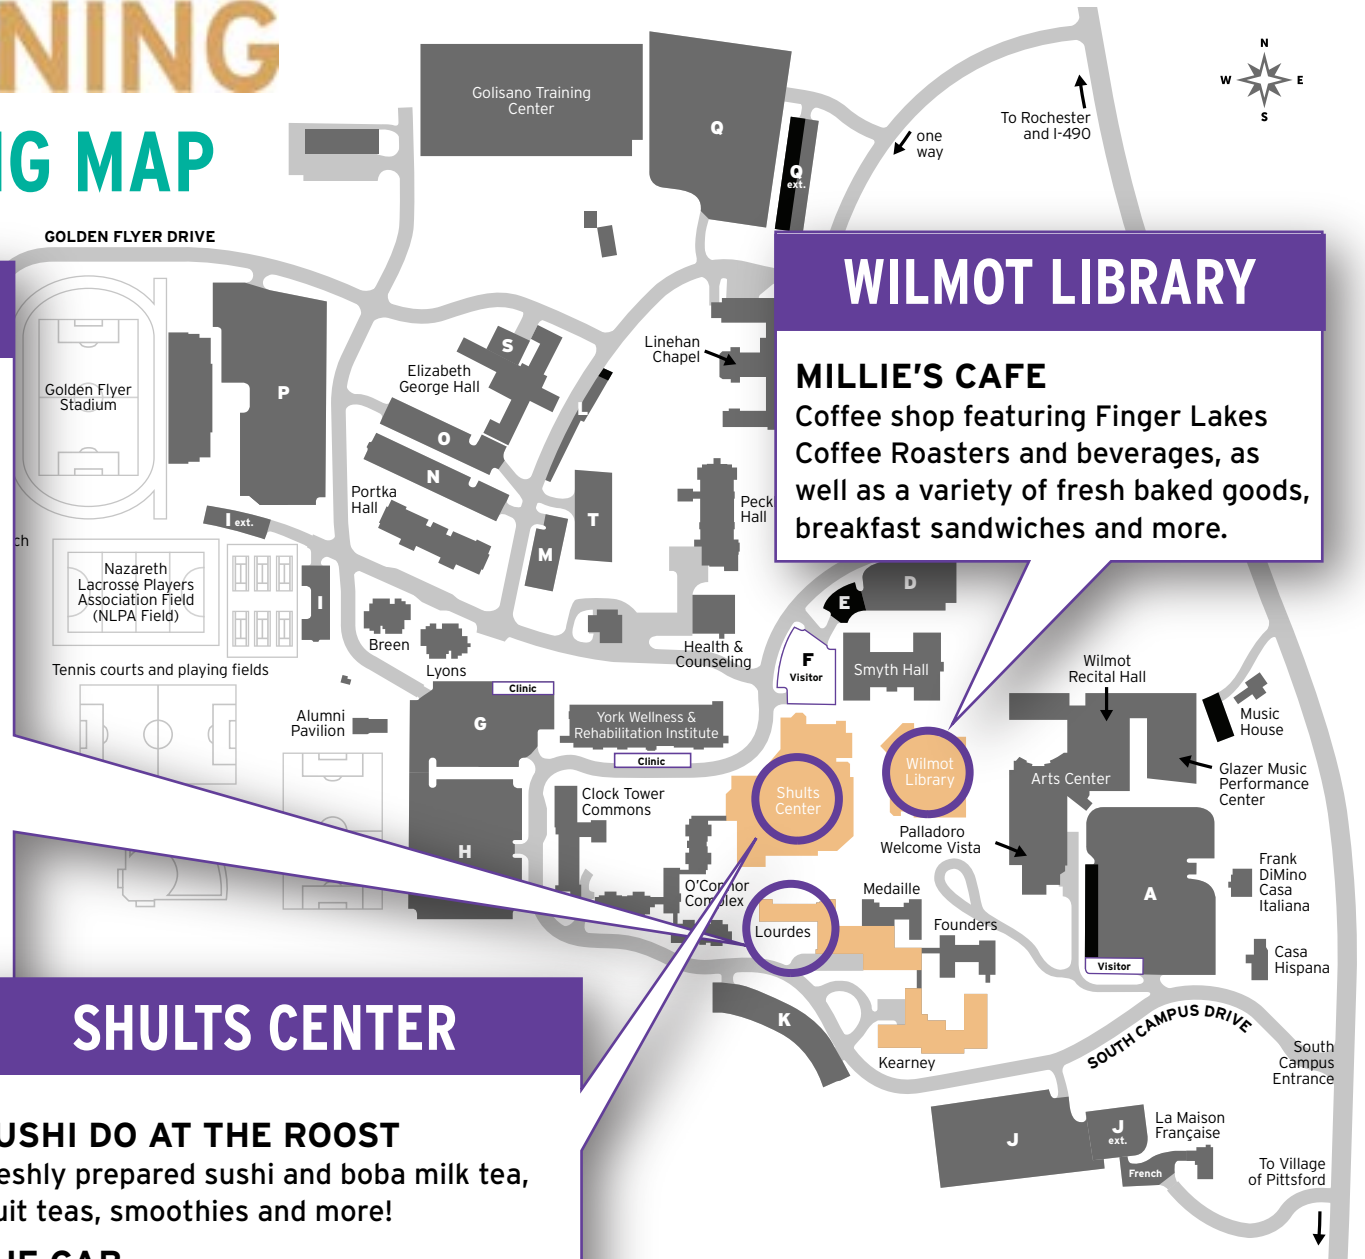 NING
G MAP
GOLDEN FLYER DRIVE
Golisano Training
Center
Q
Q
ext.
one
way
To Rochester
and I-490
N
W
E
S
WILMOT LIBRARY
MILLIE'S CAFE
Coffee shop featuring Finger Lakes
Coffee Roasters and beverages, as
well as a variety of fresh baked goods,
breakfast sandwiches and more.
Golden Flyer
Stadium
P
S
Elizabeth
George Hall
Linehan
Chapel
L
O
N
Portka
Hall
T
M
Peck
Hall
I ext.
ch
Nazareth
Lacrosse Players
Association Field
(NLPA Field)
I
Breen
Lyons
Tennis courts and playing fields
Health &
Counseling
D
E
F
Visitor
Smyth Hall
Wilmot
Recital Hall
Music
House
Clinic
G
Alumni
Pavilion
York Wellness &
Rehabilitation Institute
Clinic
Wilmot
Library
Shults
Center
Arts Center
Glazer Music
Performance
Center
Clock Tower
Commons
Palladoro
Welcome Vista
H
O'Connor
Complex
Medaille
Founders
Lourdes
A
Visitor
Frank
DiMino
Casa
Italiana
Casa
Hispana
K
Kearney
SOUTH CAMPUS DRIVE
South
Campus
Entrance
SHULTS CENTER
USHI DO AT THE ROOST
eshly prepared sushi and boba milk tea,
uit teas, smoothies and more!
J
J
ext.
French
La Maison
Française
To Village
of Pittsford